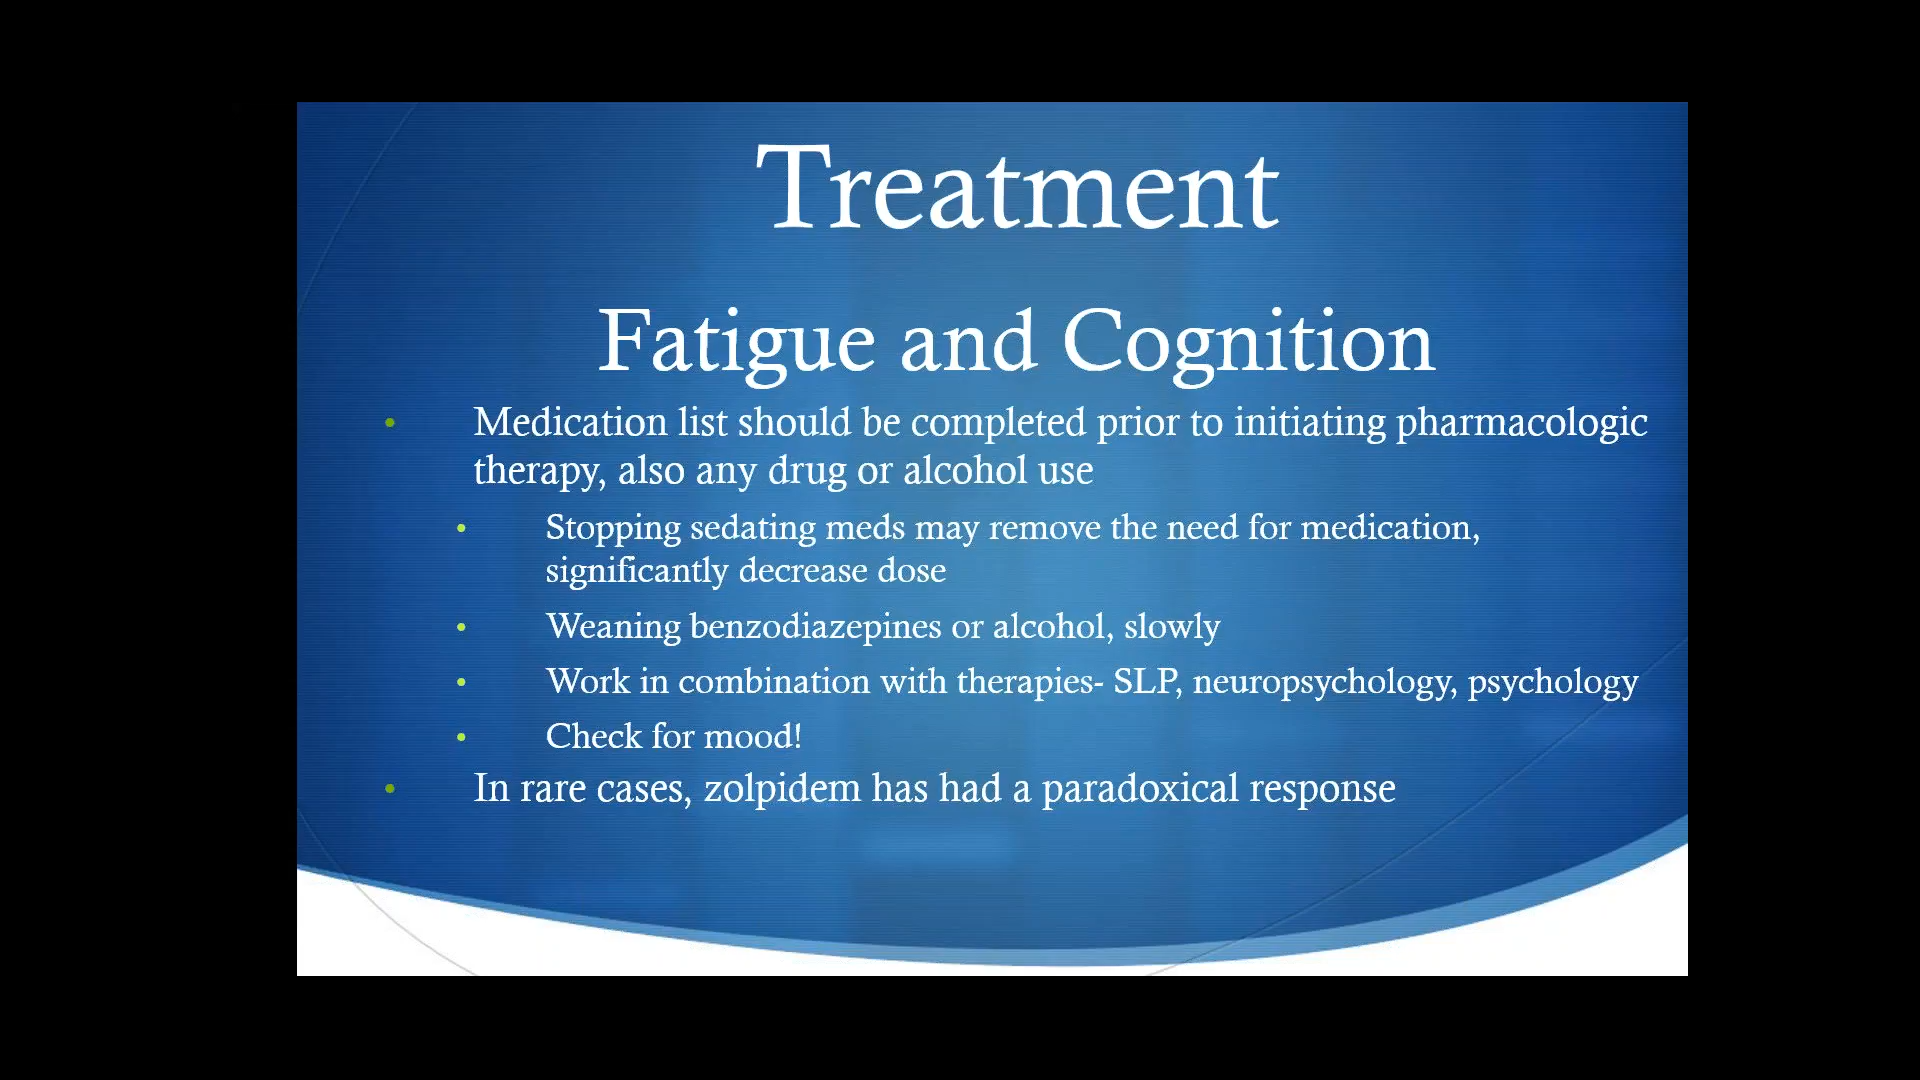 Treatment
Fatigue and Cognition
• Medication list should be completed prior to initiating pharmacologic
therapy, also any drug or alcohol use
• Stopping sedating meds may remove the need for medication,
significantly decrease dose
• Weaning benzodiazepines or alcohol, slowly
• Work in combination with therapies- SLP, neuropsychology, psychology
• Check for mood!
• In rare cases, zolpidem has had a paradoxical response